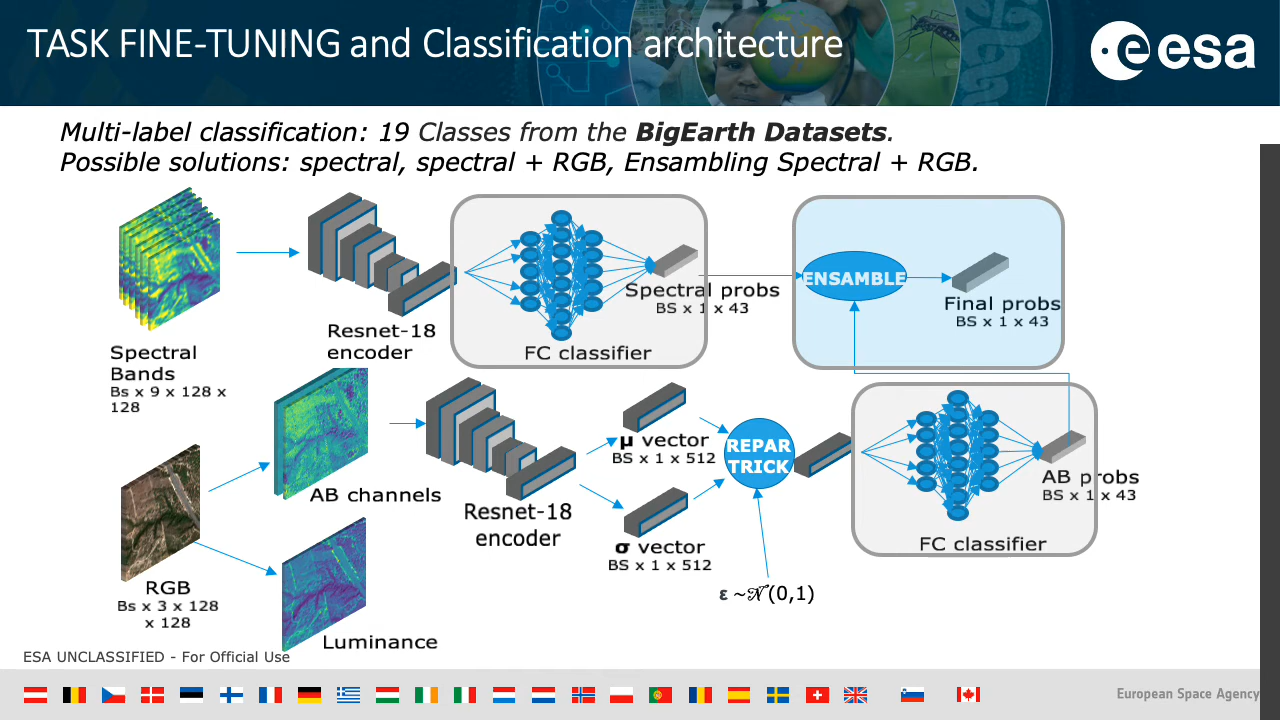 TASK FINE-TUNING and Classification architecture
esa
Multi-label classification: 19 Classes from the BigEarth Datasets.
Possible solutions: spectral, spectral + RGB, Ensambling Spectral + RGB.
Spectral
Bands
Bs x 9 x 128 x
128
Resnet-18
encoder
FC classifier
Spectral probs
BS x 1 x 43
ENSAMBLE
Final probs
BS x 1 x 43
RGB
Bs x 3 x 128
x 128
AB channels
Luminance
Resnet-18
encoder
μ vector
BS x 1 x 512
σ vector
BS x 1 x 512
REPAR
TRICK
ε ~𝒩(0,1)
FC classifier
AB probs
BS x 1 x 43
ESA UNCLASSIFIED - For Official Use
European Space Agency